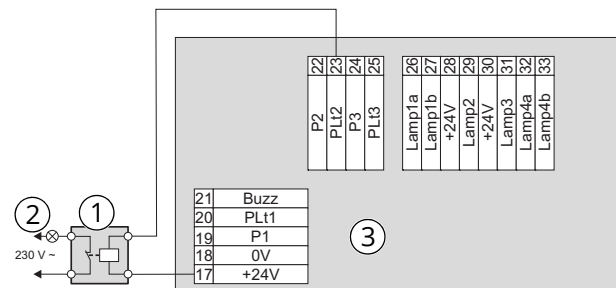 22 23 24 25
P2 PLt2 P3 PLt3
26 27 28 29 30 31 32 33
Lamp1a Lamp1b +24V Lamp2 +24V Lamp3 Lamp4a Lamp4b
2 1
230 V ~
21 Buzz
20 PLt1
19 P1
18 0V
17 +24V
3